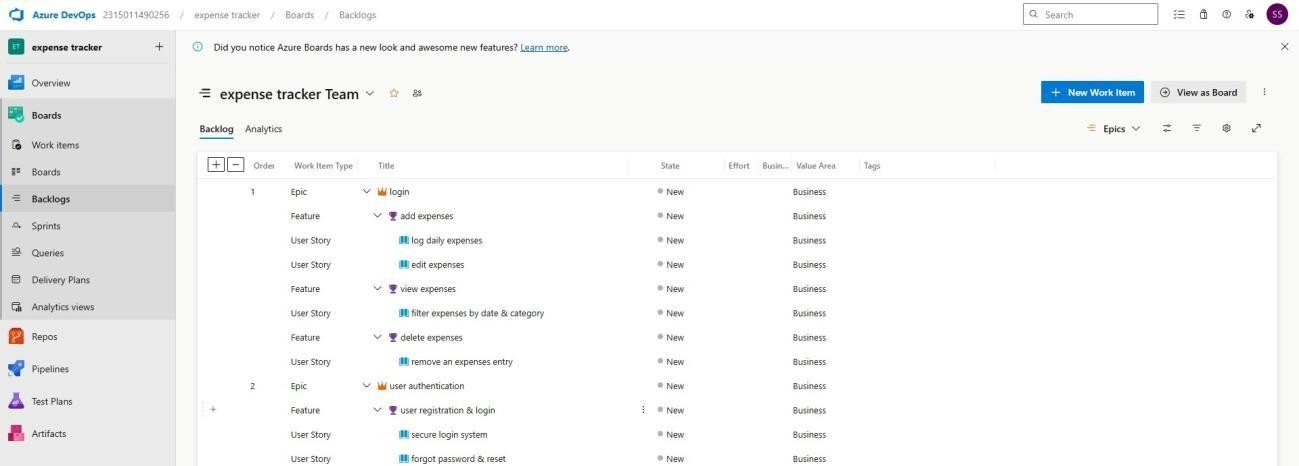 Azure DevOps 2315011490256 / expense tracker / Boards / Backlogs
Search
SS
ET expense tracker
Overview
Boards
Work items
Boards
Backlogs
Sprints
Queries
Delivery Plans
Analytics views
Repos
Pipelines
Test Plans
Artifacts
Did you notice Azure Boards has a new look and awesome new features? Learn more.
expense tracker Team
New Work Item
View as Board
Backlog Analytics
Epics
Order Work Item Type Title State Effort Busin... Value Area Tags
1 Epic login New Business
Feature add expenses New Business
User Story log daily expenses New Business
User Story edit expenses New Business
Feature view expenses New Business
User Story filter expenses by date & category New Business
Feature delete expenses New Business
User Story remove an expenses entry New Business
2 Epic user authentication New Business
Feature user registration & login New Business
User Story secure login system New Business
User Story forgot password & reset New Business